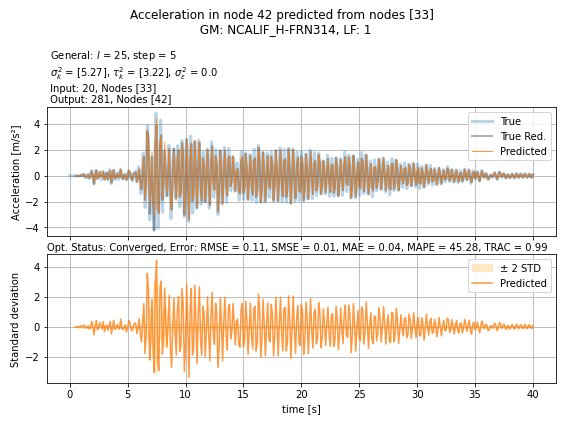 Acceleration in node 42 predicted from nodes [33]
GM: NCALIF_H-FRN314, LF: 1
General: l = 25, step = 5
σ²ₖ = [5.27], τ²ₖ = [3.22], σ²ε = 0.0
Input: 20, Nodes [33]
Output: 281, Nodes [42]
Acceleration [m/s²]
4
2
0
−2
−4
True
True Red.
Predicted
Opt. Status: Converged, Error: RMSE = 0.11, SMSE = 0.01, MAE = 0.04, MAPE = 45.28, TRAC = 0.99
Standard deviation
4
2
0
−2
± 2 STD
Predicted
0 5 10 15 20 25 30 35 40
time [s]